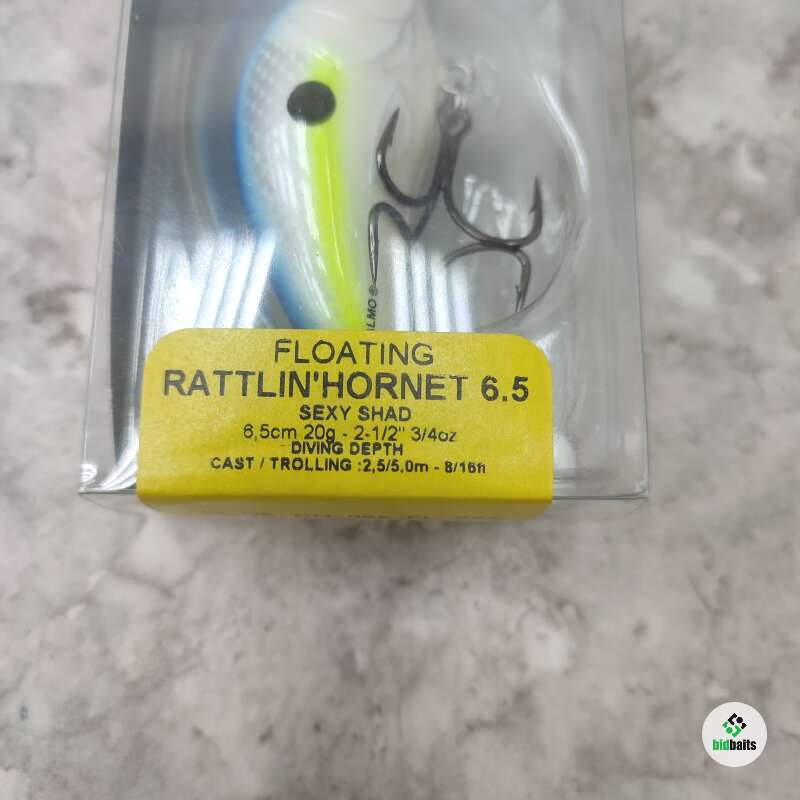 ALMO®
FLOATING
RATTLIN'HORNET 6.5
SEXY SHAD
6,5cm 20g - 2-1/2" 3/4oz
DIVING DEPTH
CAST / TROLLING :2,5/5,0m - 8/16ft
bidbaits